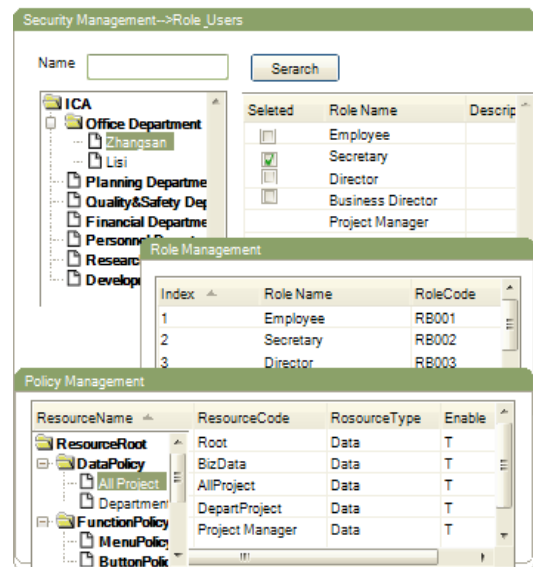 Security Management-->Role_Users
Name
Serarch
ICA
Office Department
Zhangsan
Lisi
Planning Departme
Quality&Safety Dep
Financial Departme
Personnel
Researc
Develop
Seleted Role Name Descrip
Employee
Secretary
Director
Business Director
Project Manager
Role Management
Index Role Name RoleCode
1 Employee RB001
2 Secretary RB002
3 Director RB003
Policy Management
ResourceName ResourceCode RosourceType Enable
ResourceRoot Root Data T
DataPolicy BizData Data T
All Project AllProject Data T
Department DepartProject Data T
FunctionPolicy Project Manager Data T
MenuPolic
ButtonPolic